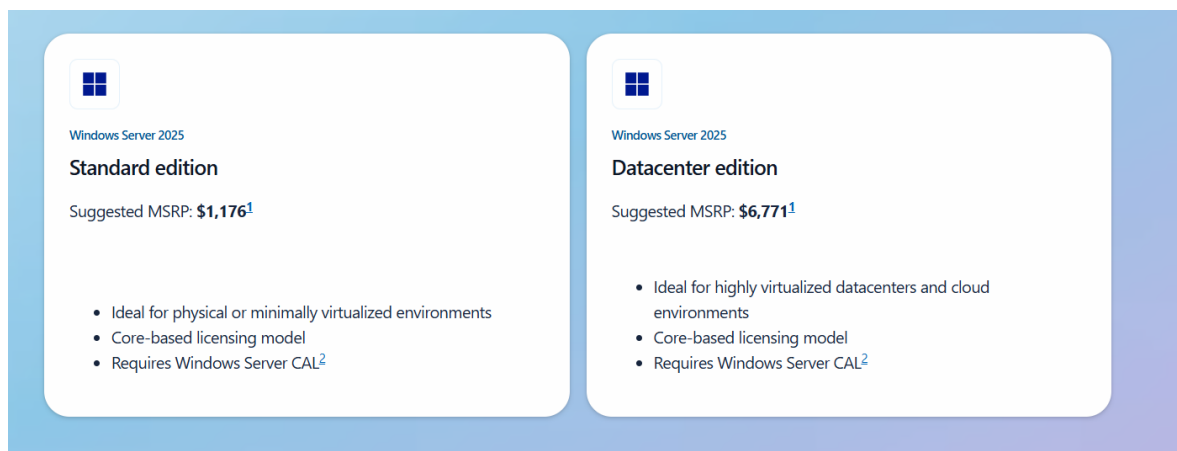 Windows Server 2025
Standard edition
Suggested MSRP: $1,176¹
• Ideal for physical or minimally virtualized environments
• Core-based licensing model
• Requires Windows Server CAL²
Windows Server 2025
Datacenter edition
Suggested MSRP: $6,771¹
• Ideal for highly virtualized datacenters and cloud
environments
• Core-based licensing model
• Requires Windows Server CAL²